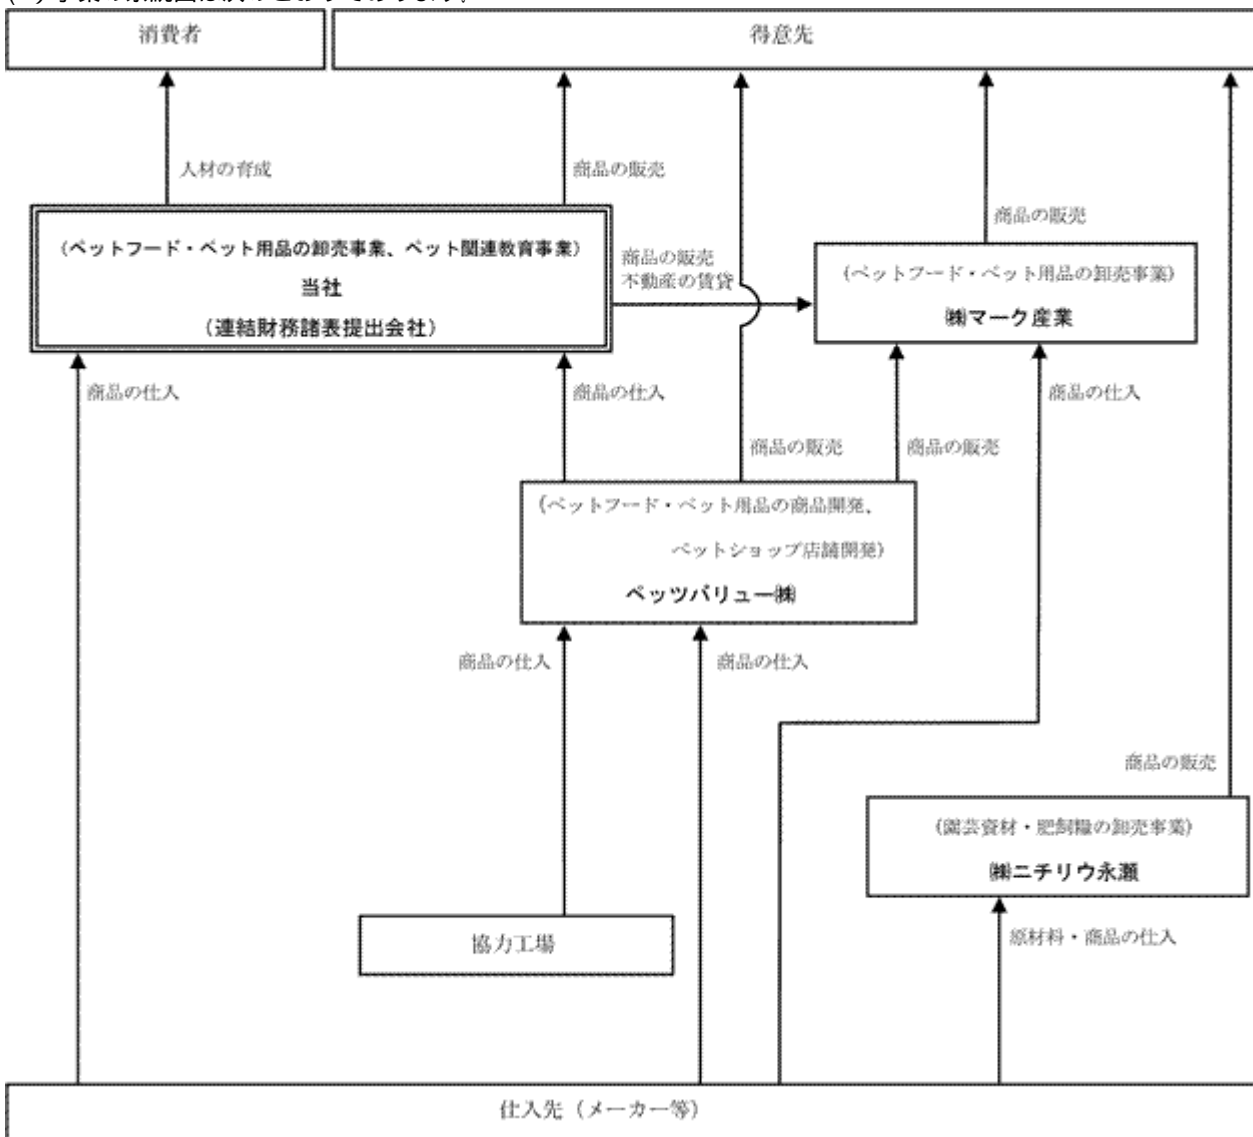 消費者
得意先
人材の育成
商品の販売
商品の販売
(ペットフード・ペット用品の卸売事業、ペット関連教育事業)
当社
(連結財務諸表提出会社)
商品の販売
不動産の賃貸
(ペットフード・ペット用品の卸売事業)
㈱マーク産業
商品の仕入
商品の仕入
商品の仕入
商品の販売
商品の販売
(ペットフード・ペット用品の商品開発、
ペットショップ店舗開発)
ペッツバリュー㈱
商品の仕入
商品の仕入
商品の販売
(園芸資材・肥飼糧の卸売事業)
㈱ニチリウ永瀬
協力工場
原材料・商品の仕入
仕入先(メーカー等)